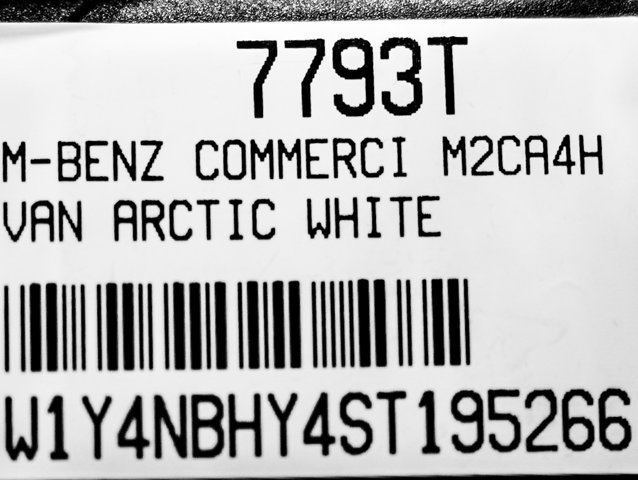 7793T
M-BENZ COMMERCI M2CA4H
VAN ARCTIC WHITE
W1Y4NBHY4ST195266